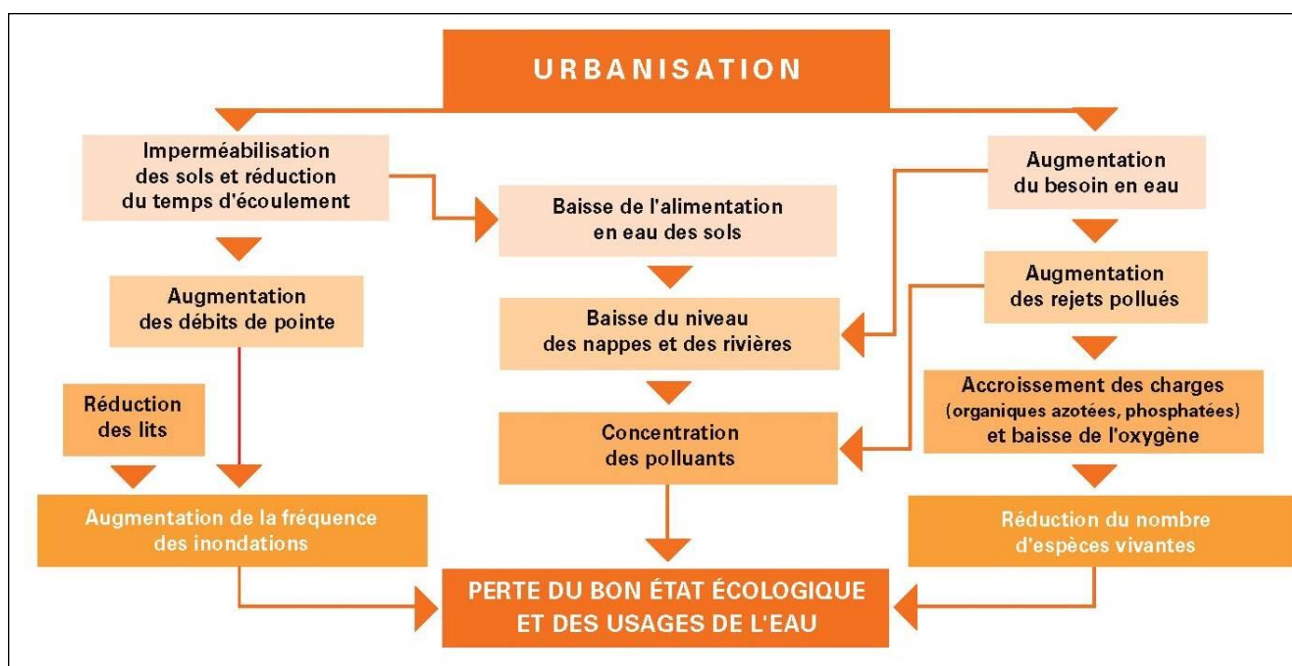 URBANISATION
Imperméabilisation
des sols et réduction
du temps d'écoulement
Augmentation
du besoin en eau
Baisse de l'alimentation
en eau des sols
Augmentation
des débits de pointe
Baisse du niveau
des nappes et des rivières
Augmentation
des rejets pollués
Réduction
des lits
Concentration
des polluants
Accroissement des charges
(organiques azotées, phosphatées)
et baisse de l'oxygène
Augmentation de la fréquence
des inondations
Réduction du nombre
d'espèces vivantes
PERTE DU BON ÉTAT ÉCOLOGIQUE
ET DES USAGES DE L'EAU